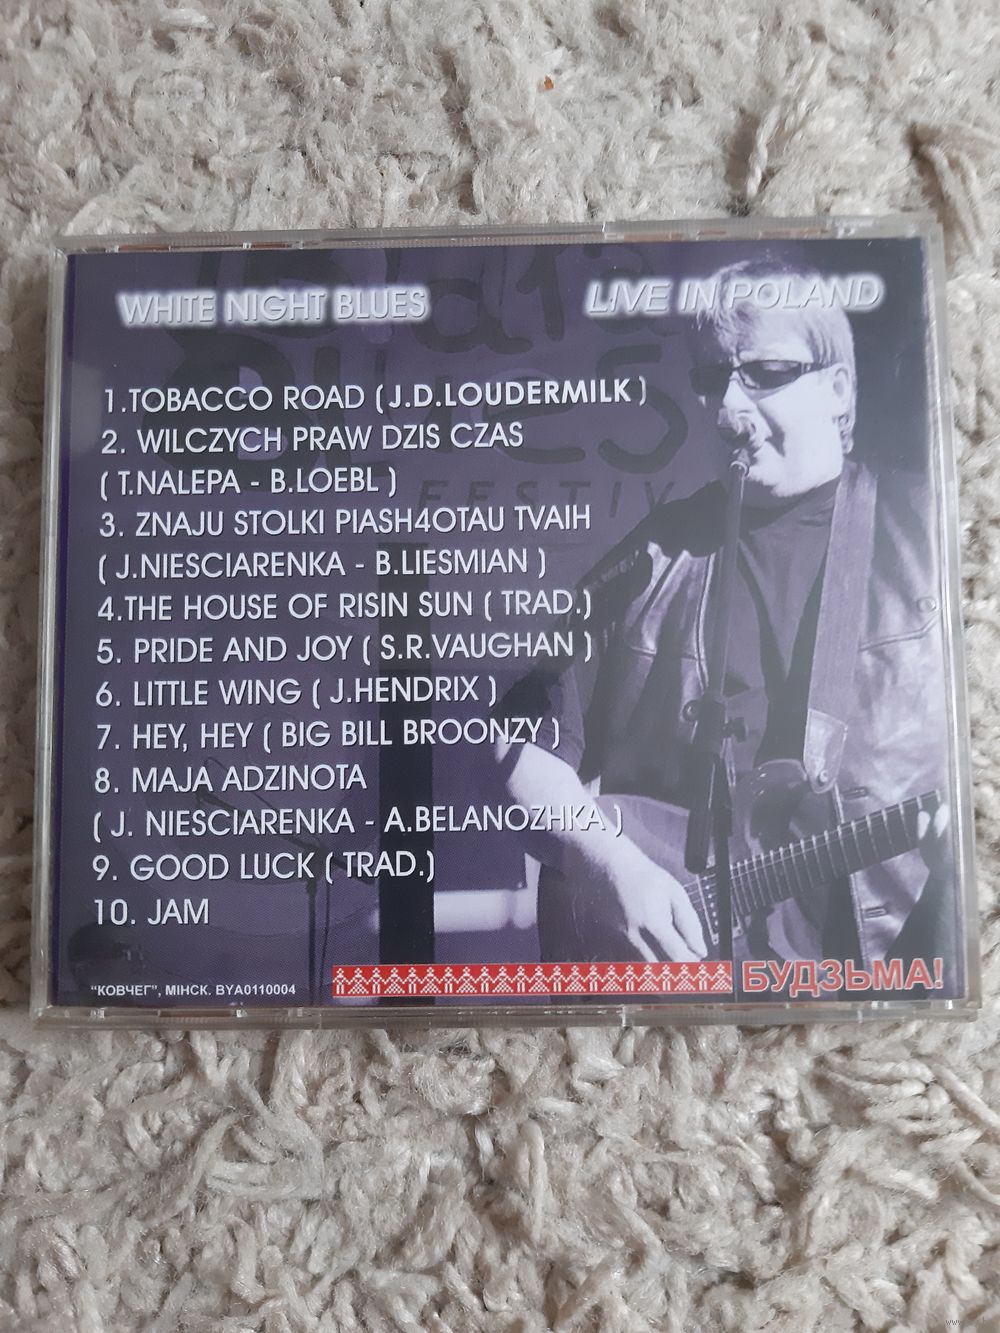 WHITE NIGHT BLUES
LIVE IN POLAND
1.TOBACCO ROAD ( J.D.LOUDERMILK )
2. WILCZYCH PRAW DZIS CZAS
( T.NALEPA - B.LOEBL )
3. ZNAJU STOLKI PIASH4OTAU TVAIH
( J.NIESCIARENKA - B.LIESMIAN )
4.THE HOUSE OF RISIN SUN ( TRAD.)
5. PRIDE AND JOY ( S.R.VAUGHAN )
6. LITTLE WING ( J.HENDRIX )
7. HEY, HEY ( BIG BILL BROONZY )
8. MAJA ADZINOTA
( J. NIESCIARENKA - A.BELANOZHKA )
9. GOOD LUCK ( TRAD.)
10. JAM
"КОВЧЕГ", МІНСК. BYA0110004
БУДЗЬМА!